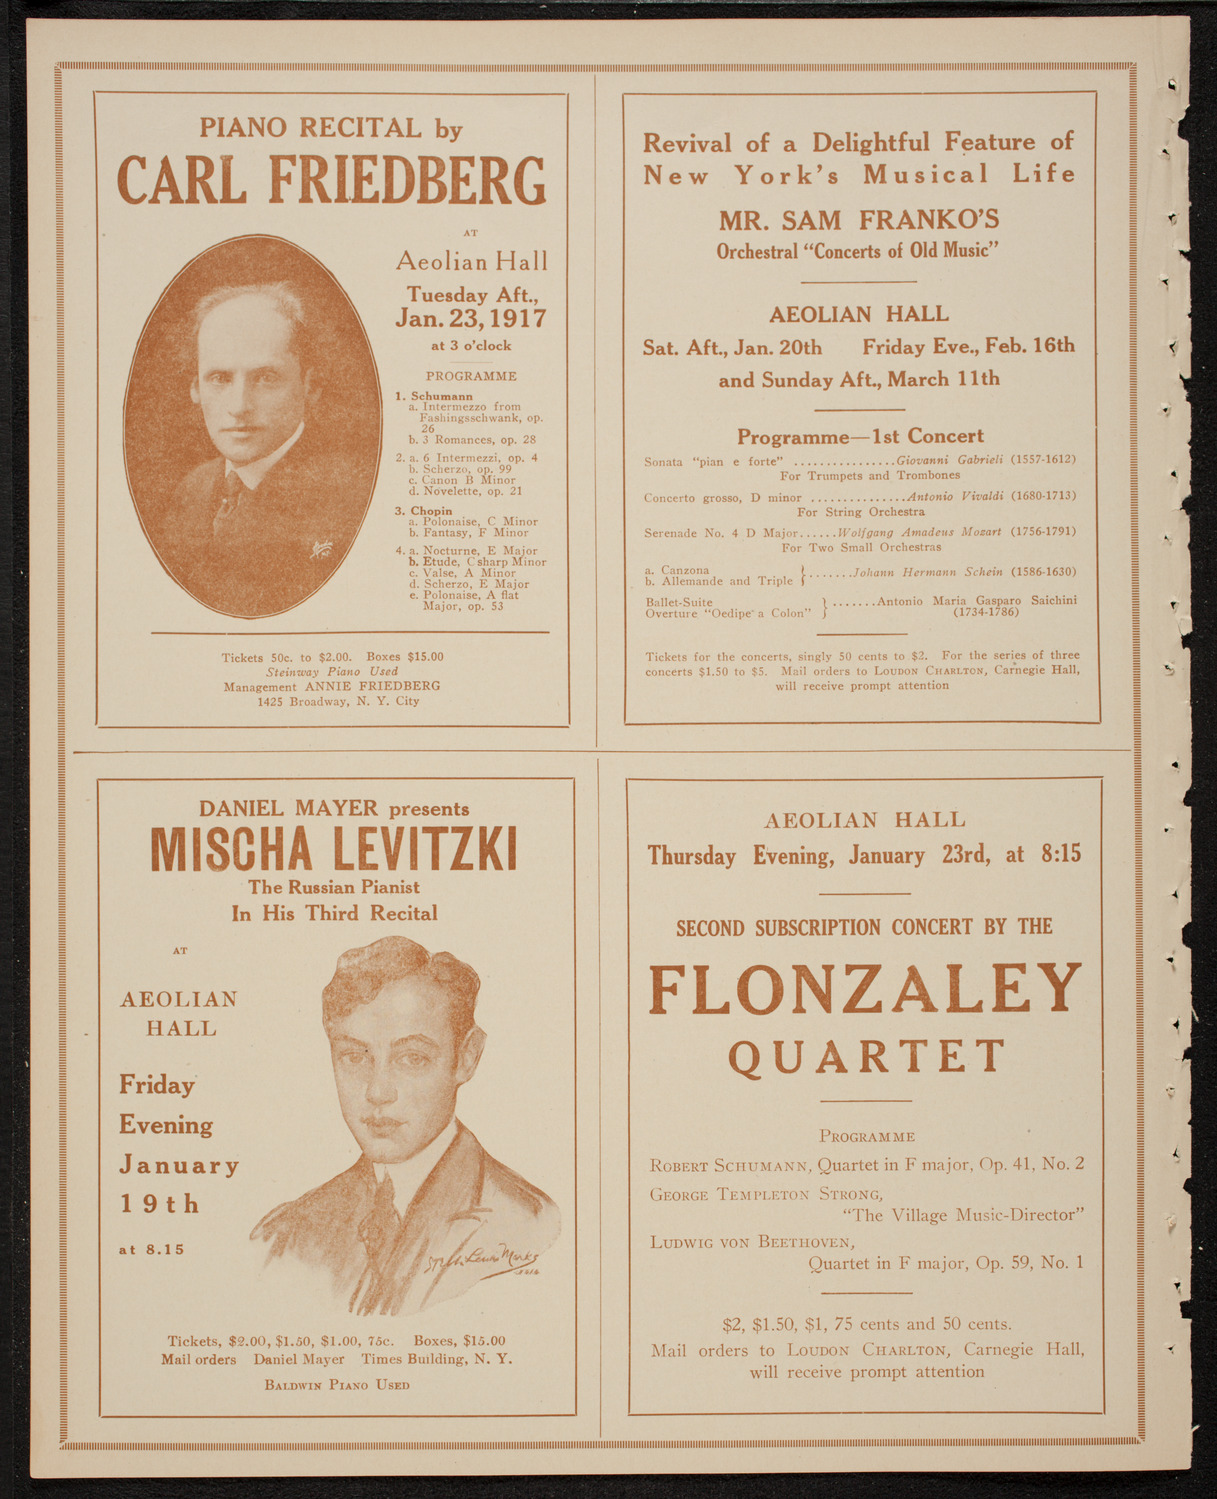 PIANO RECITAL by
CARL FRIEDBERG
AT
Aeolian Hall
Tuesday Aft.,
Jan. 23, 1917
at 3 o'clock
PROGRAMME
1. Schumann
a. Intermezzo from
Fashingsschwank, op.
26
b. 3 Romances, op. 28
2. a. 6 Intermezzi, op. 4
b. Scherzo, op. 99
c. Canon B Minor
d. Novelette, op. 21
3. Chopin
a. Polonaise, C Minor
b. Fantasy, F Minor
4. a. Nocturne, E Major
b. Etude, C sharp Minor
c. Valse, A Minor
d. Scherzo, E Major
e. Polonaise, A flat
Major, op. 53
Tickets 50c. to $2.00. Boxes $15.00
Steinway Piano Used
Management ANNIE FRIEDBERG
1425 Broadway, N. Y. City
Revival of a Delightful Feature of
New York's Musical Life
MR. SAM FRANKO'S
Orchestral "Concerts of Old Music"
AEOLIAN HALL
Sat. Aft., Jan. 20th Friday Eve., Feb. 16th
and Sunday Aft., March 11th
Programme—1st Concert
Sonata "pian e forte" ................Giovanni Gabrieli (1557-1612)
For Trumpets and Trombones
Concerto grosso, D minor ...............Antonio Vivaldi (1680-1713)
For String Orchestra
Serenade No. 4 D Major......Wolfgang Amadeus Mozart (1756-1791)
For Two Small Orchestras
a. Canzona
b. Allemande and Triple } .......Johann Hermann Schein (1586-1630)
Ballet-Suite
Overture "Oedipe a Colon" } .......Antonio Maria Gasparo Saichini
(1734-1786)
Tickets for the concerts, singly 50 cents to $2. For the series of three
concerts $1.50 to $5. Mail orders to LOUDON CHARLTON, Carnegie Hall,
will receive prompt attention
DANIEL MAYER presents
MISCHA LEVITZKI
The Russian Pianist
In His Third Recital
AT
AEOLIAN
HALL
Friday
Evening
January
19th
at 8.15
Tickets, $2.00, $1.50, $1.00, 75c. Boxes, $15.00
Mail orders Daniel Mayer Times Building, N. Y.
BALDWIN PIANO USED
AEOLIAN HALL
Thursday Evening, January 23rd, at 8:15
SECOND SUBSCRIPTION CONCERT BY THE
FLONZALEY
QUARTET
PROGRAMME
ROBERT SCHUMANN, Quartet in F major, Op. 41, No. 2
GEORGE TEMPLETON STRONG,
"The Village Music-Director"
LUDWIG VON BEETHOVEN,
Quartet in F major, Op. 59, No. 1
$2, $1.50, $1, 75 cents and 50 cents.
Mail orders to LOUDON CHARLTON, Carnegie Hall,
will receive prompt attention